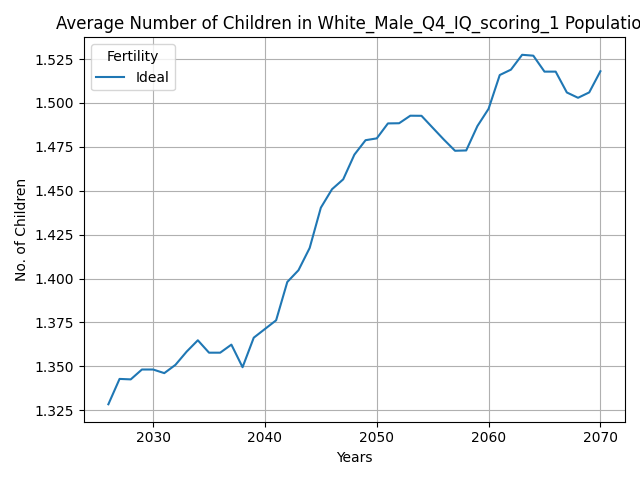 Average Number of Children in White_Male_Q4_IQ_scoring_1 Populatio
Fertility
Ideal
1.525
1.500
1.475
1.450
1.425
1.400
1.375
1.350
1.325
No. of Children
2030 2040 2050 2060 2070
Years